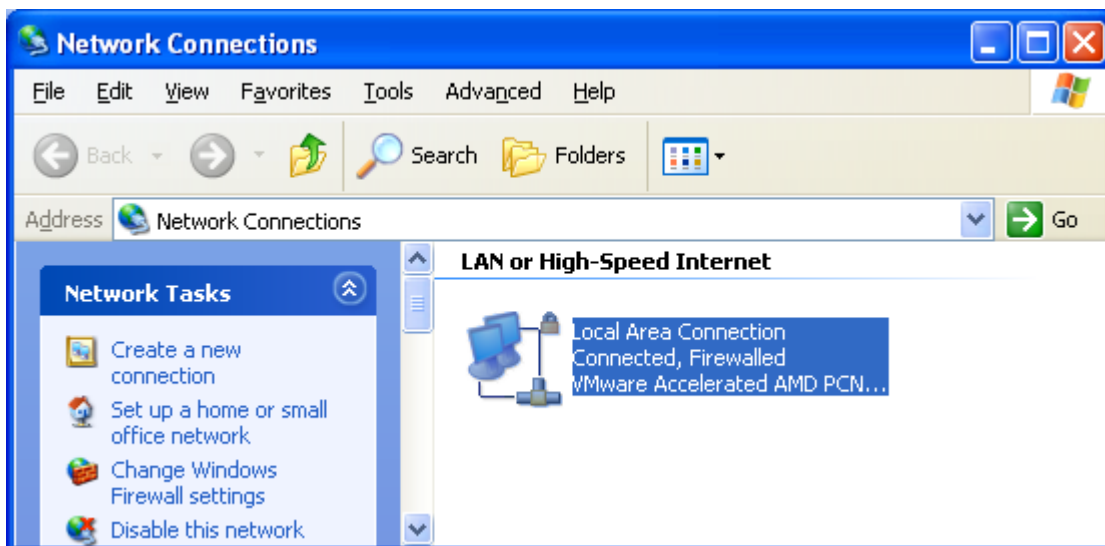 Network Connections
File Edit View Favorites Tools Advanced Help
Back Search Folders
Address Network Connections Go
Network Tasks
Create a new
connection
Set up a home or small
office network
Change Windows
Firewall settings
Disable this network
LAN or High-Speed Internet
Local Area Connection
Connected, Firewalled
VMware Accelerated AMD PCN...